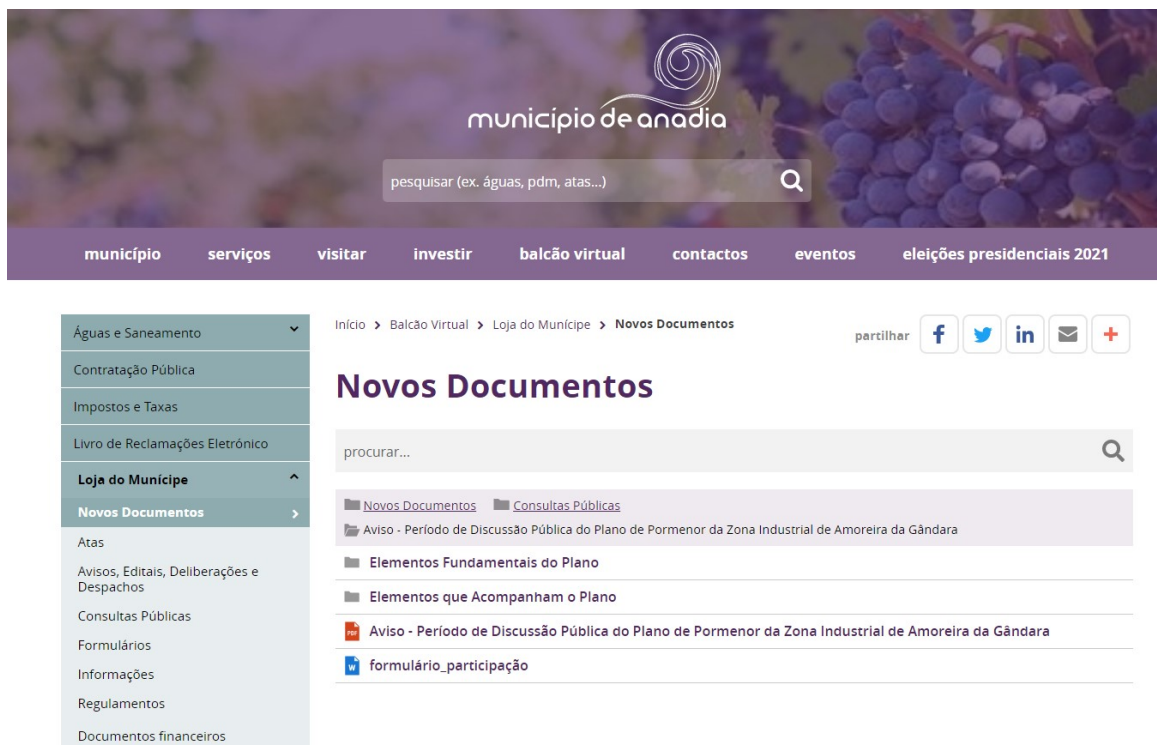 município de anadia
pesquisar (ex. águas, pdm, atas...)
município serviços visitar investir balcão virtual contactos eventos eleições presidenciais 2021
Águas e Saneamento
Contratação Pública
Impostos e Taxas
Livro de Reclamações Eletrónico
Loja do Munícipe
Novos Documentos
Atas
Avisos, Editais, Deliberações e
Despachos
Consultas Públicas
Formulários
Informações
Regulamentos
Documentos financeiros
Início > Balcão Virtual > Loja do Munícipe > Novos Documentos
partilhar
Novos Documentos
procurar...
Novos Documentos Consultas Públicas
Aviso - Período de Discussão Pública do Plano de Pormenor da Zona Industrial de Amoreira da Gândara
Elementos Fundamentais do Plano
Elementos que Acompanham o Plano
PDF Aviso - Período de Discussão Pública do Plano de Pormenor da Zona Industrial de Amoreira da Gândara
W formulário_participação